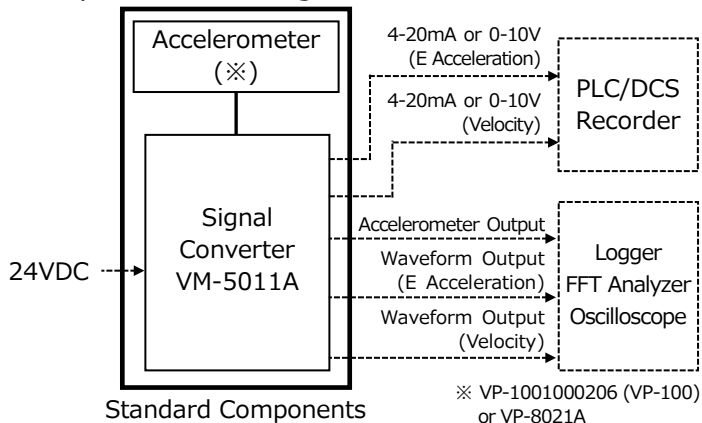 Accelerometer
(※)
4-20mA or 0-10V
(E Acceleration)
4-20mA or 0-10V
(Velocity)
PLC/DCS
Recorder
24VDC
Signal
Converter
VM-5011A
Accelerometer Output
Waveform Output
(E Acceleration)
Waveform Output
(Velocity)
Logger
FFT Analyzer
Oscilloscope
Standard Components
※ VP-1001000206 (VP-100)
or VP-8021A